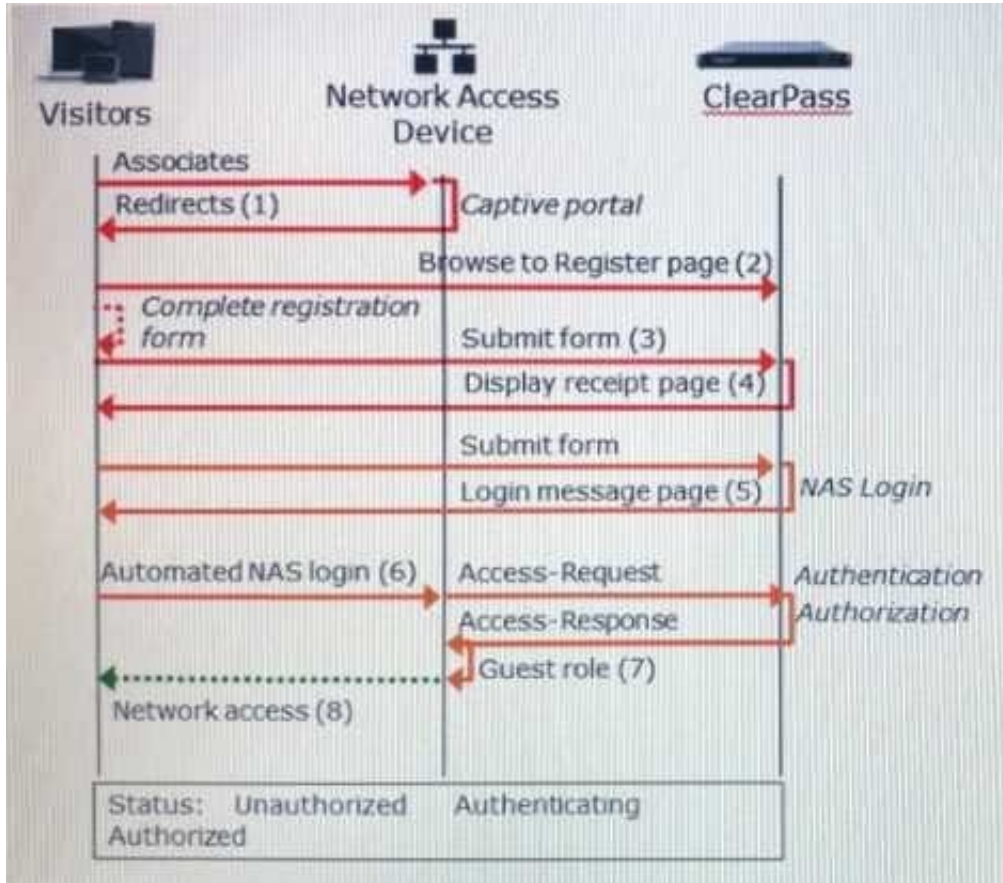 Visitors
Network Access
Device
ClearPass
Associates
Redirects (1)
Captive portal
Browse to Register page (2)
Complete registration
form
Submit form (3)
Display receipt page (4)
Submit form
Login message page (5)
NAS Login
Automated NAS login (6)
Access-Request
Authentication
Access-Response
Authorization
Guest role (7)
Network access (8)
Status: Unauthorized Authenticating
Authorized